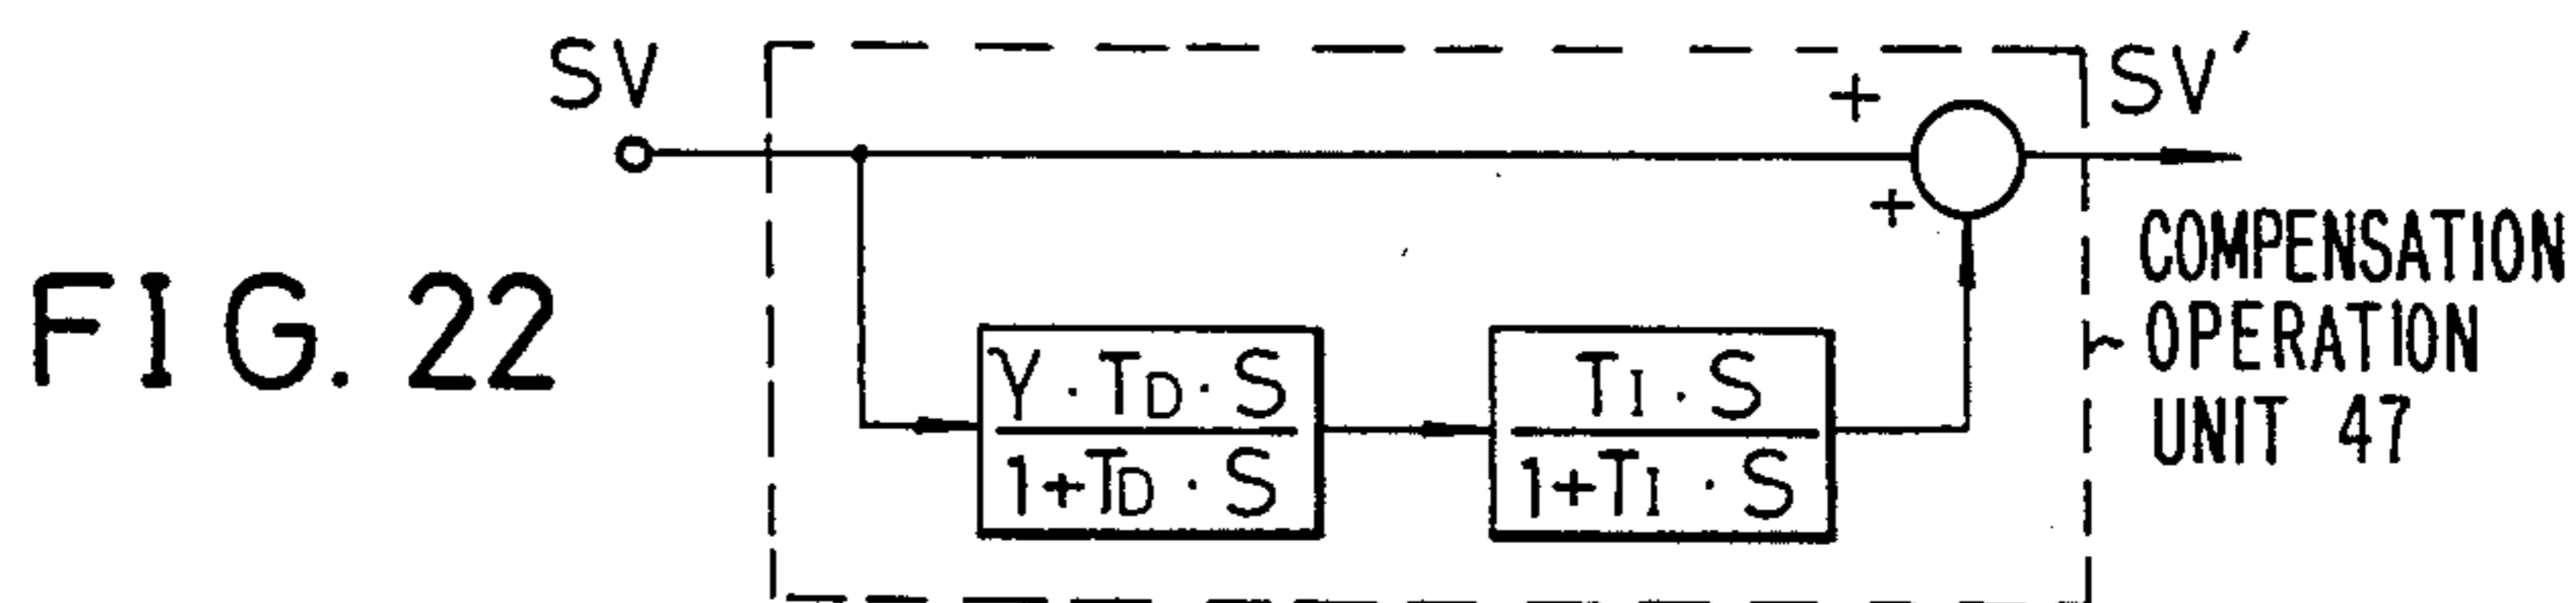 SV
SV′
+
+
COMPENSATION
OPERATION
UNIT 47
FIG. 22
γ · TD · S
1+TD · S
TI · S
1+TI · S